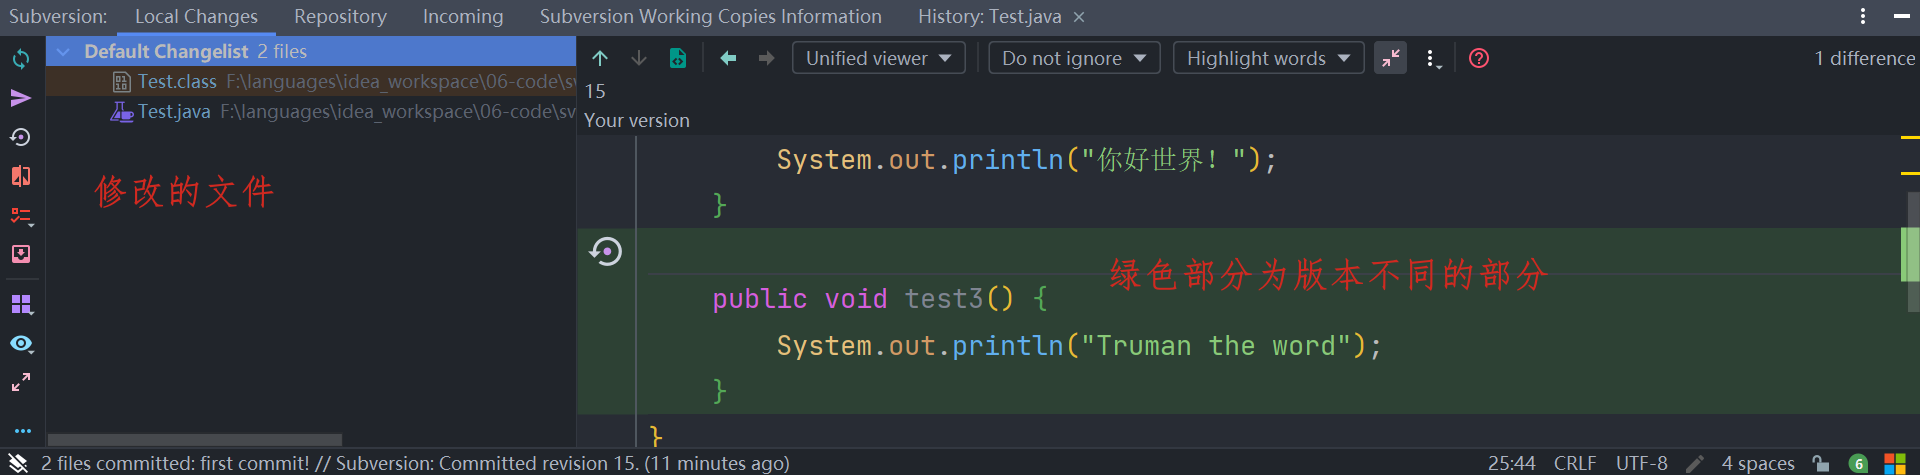 Subversion: Local Changes Repository Incoming Subversion Working Copies Information History: Test.java ×
Default Changelist 2 files
Test.class F:\languages\idea_workspace\06-code\sv
Test.java F:\languages\idea_workspace\06-code\sv
修改的文件
Unified viewer Do not ignore Highlight words 1 difference
15
Your version
System.out.println("你好世界！");
}
绿色部分为版本不同的部分
public void test3() {
System.out.println("Truman the word");
}
}
2 files committed: first commit! // Subversion: Committed revision 15. (11 minutes ago) 25:44 CRLF UTF-8 4 spaces 6